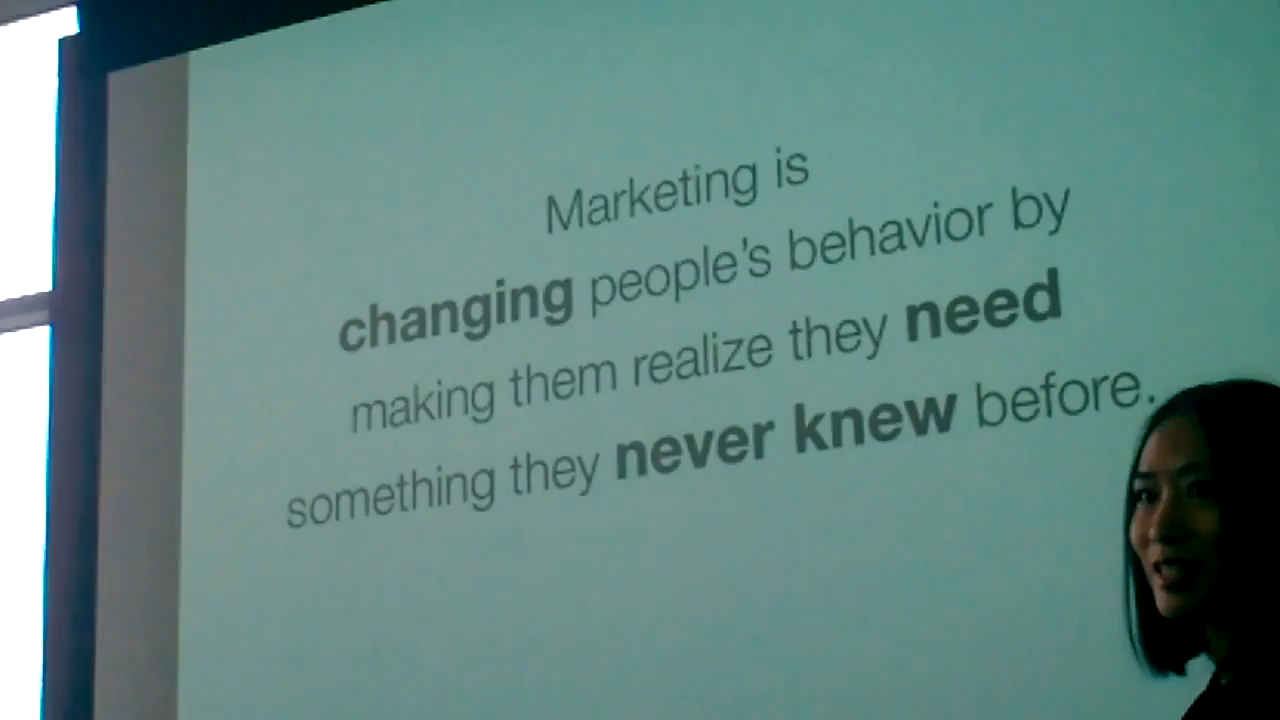 Marketing is
changing people's behavior by
making them realize they need
something they never knew before.